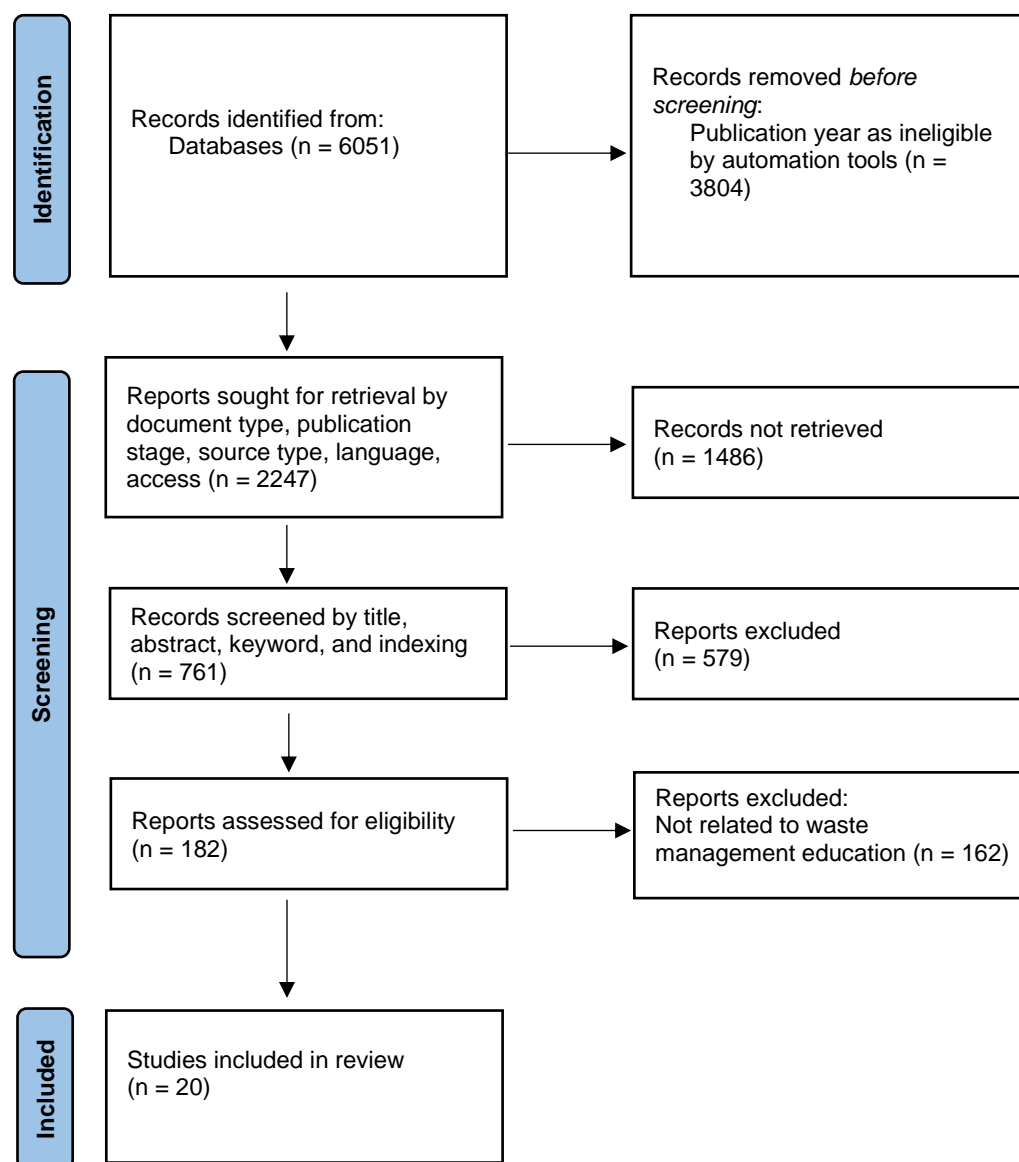 Identification
Records identified from:
Databases (n = 6051)
Records removed before
screening:
Publication year as ineligible
by automation tools (n =
3804)
Screening
Reports sought for retrieval by
document type, publication
stage, source type, language,
access (n = 2247)
Records not retrieved
(n = 1486)
Records screened by title,
abstract, keyword, and indexing
(n = 761)
Reports excluded
(n = 579)
Reports assessed for eligibility
(n = 182)
Reports excluded:
Not related to waste
management education (n = 162)
Included
Studies included in review
(n = 20)